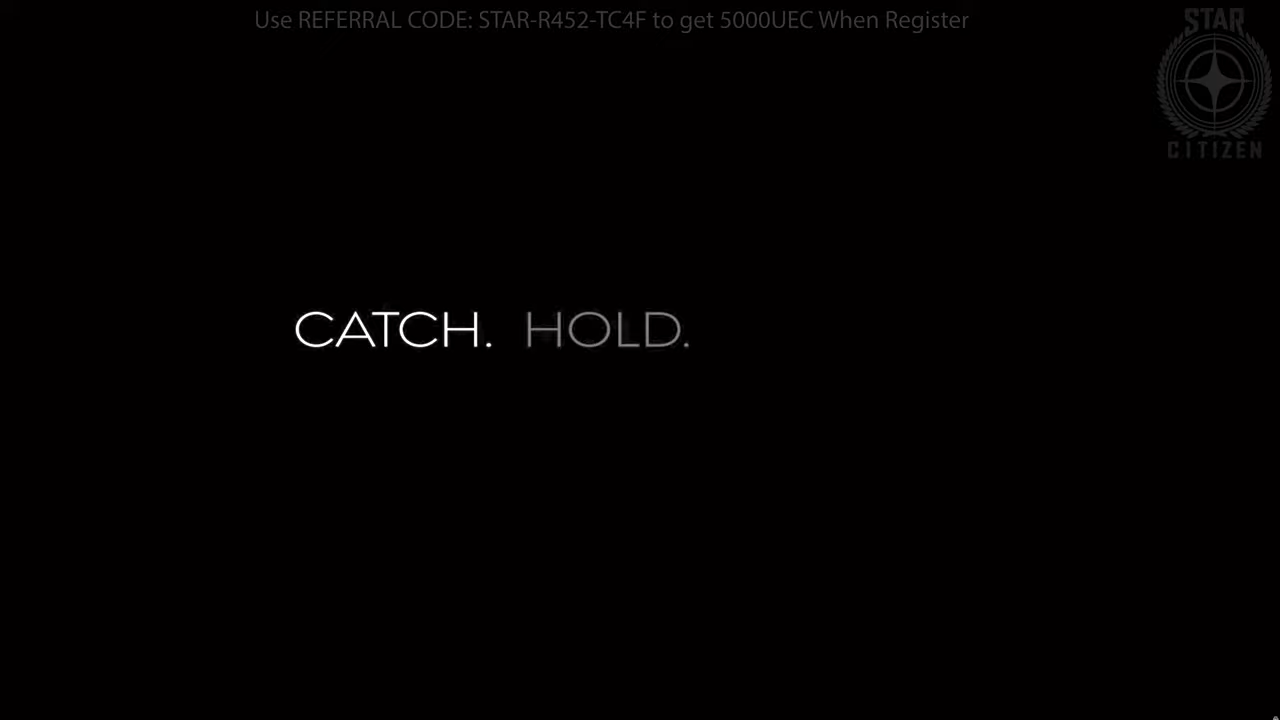 Use REFERRAL CODE: STAR-R452-TC4F to get 5000UEC When Register
STAR
CITIZEN
CATCH. HOLD.